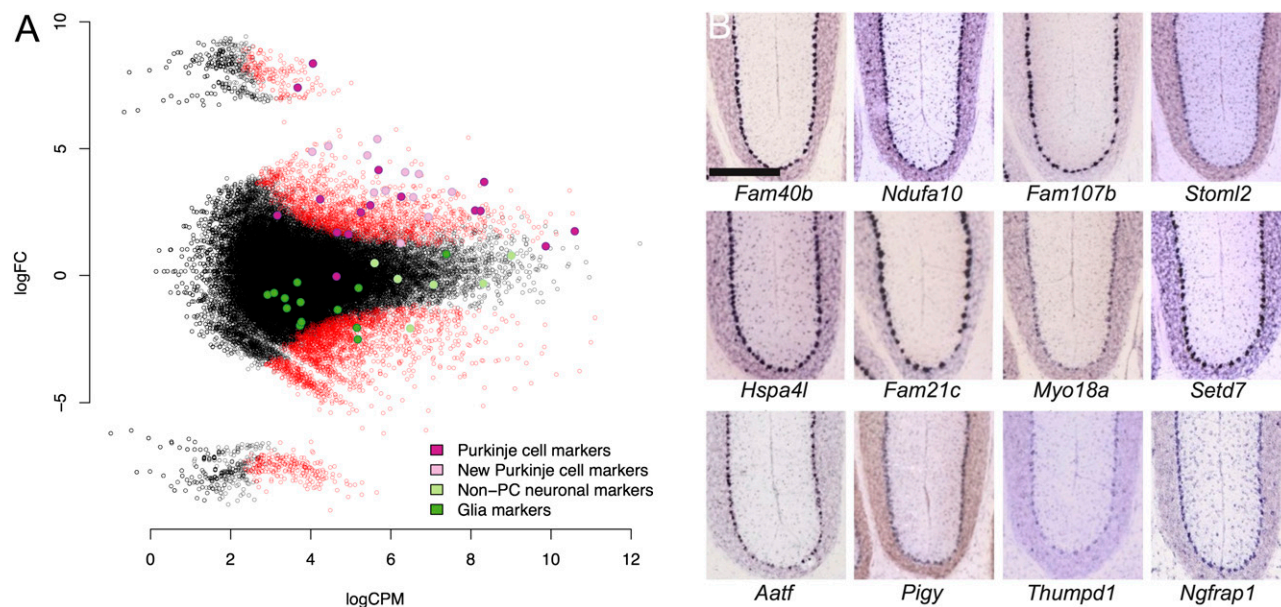 A
10
5
0
−5
logFC
Purkinje cell markers
New Purkinje cell markers
Non−PC neuronal markers
Glia markers
0 2 4 6 8 10 12
logCPM
B
Fam40b Ndufa10 Fam107b Stoml2
Hspa4l Fam21c Myo18a Setd7
Aatf Pigy Thumpd1 Ngfrap1